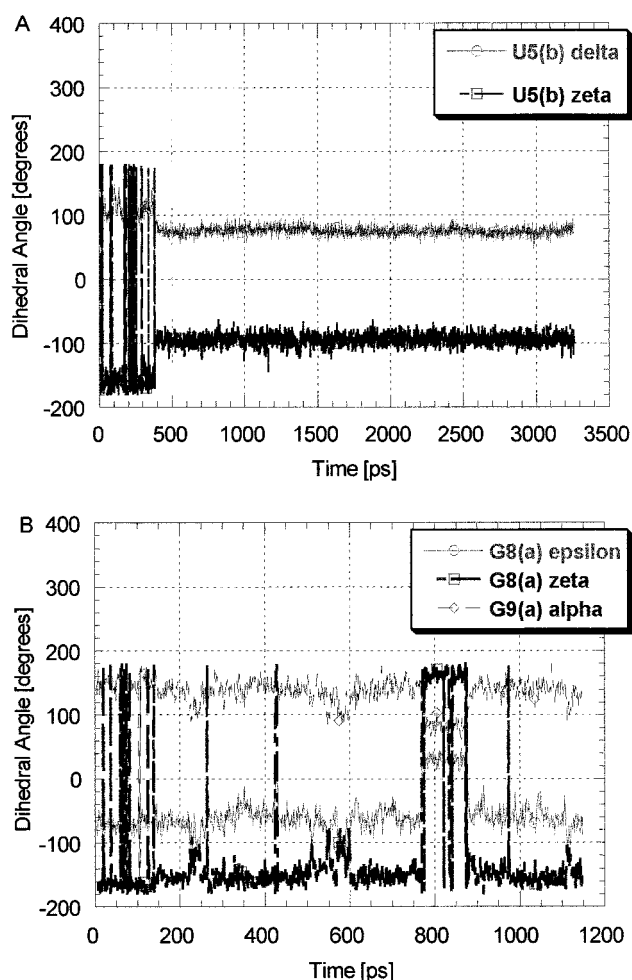 A
400
300
200
100
0
-100
-200
Dihedral Angle [degrees]
U5(b) delta
U5(b) zeta
0 500 1000 1500 2000 2500 3000 3500
Time [ps]
B
400
300
200
100
0
-100
-200
Dihedral Angle [degrees]
G8(a) epsilon
G8(a) zeta
G9(a) alpha
0 200 400 600 800 1000 1200
Time [ps]